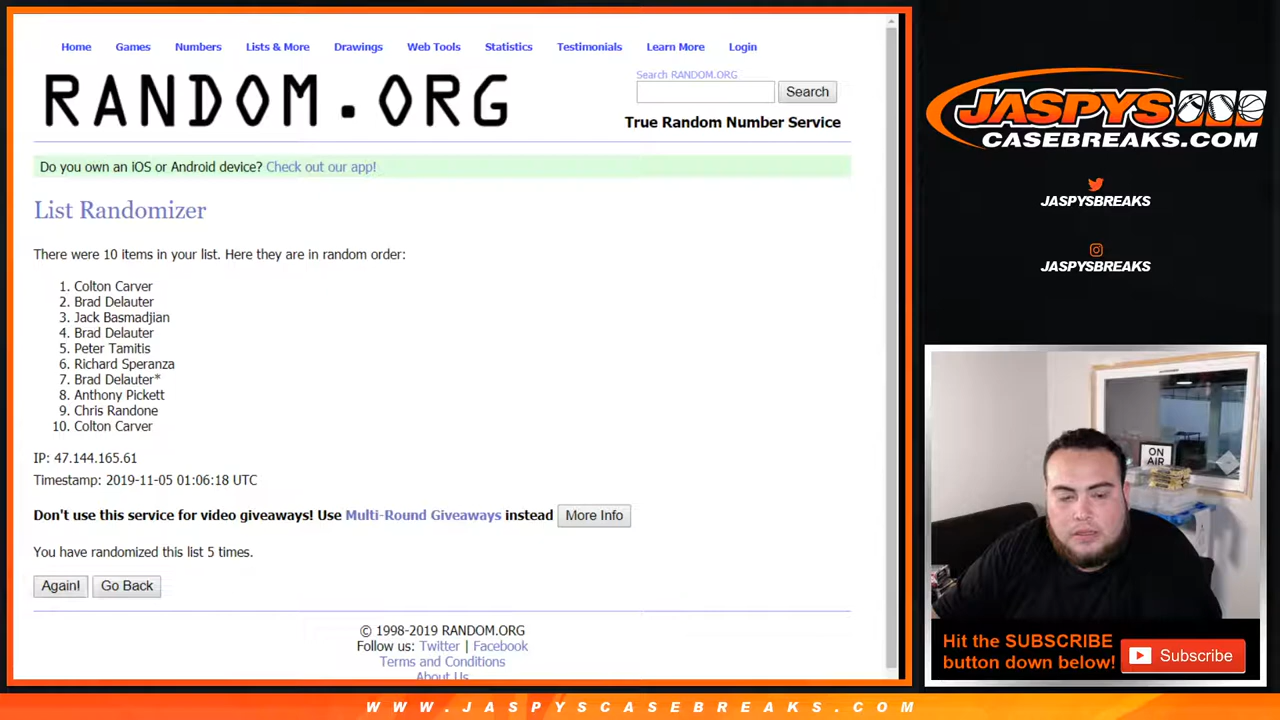 Home Games Numbers Lists & More Drawings Web Tools Statistics Testimonials Learn More Login
RANDOM.ORG
Search RANDOM.ORG
Search
True Random Number Service
Do you own an iOS or Android device? Check out our app!
List Randomizer
There were 10 items in your list. Here they are in random order:
1. Colton Carver
2. Brad Delauter
3. Jack Basmadjian
4. Brad Delauter
5. Peter Tamitis
6. Richard Speranza
7. Brad Delauter*
8. Anthony Pickett
9. Chris Randone
10. Colton Carver
IP: 47.144.165.61
Timestamp: 2019-11-05 01:06:18 UTC
Don't use this service for video giveaways! Use Multi-Round Giveaways instead More Info
You have randomized this list 5 times.
Again! Go Back
© 1998-2019 RANDOM.ORG
Follow us: Twitter | Facebook
Terms and Conditions
About Us
JASPYS
CASEBREAKS.COM
JASPYSBREAKS
JASPYSBREAKS
ON
AIR
Hit the SUBSCRIBE
button down below!
Subscribe
WWW.JASPYSCASEBREAKS.COM